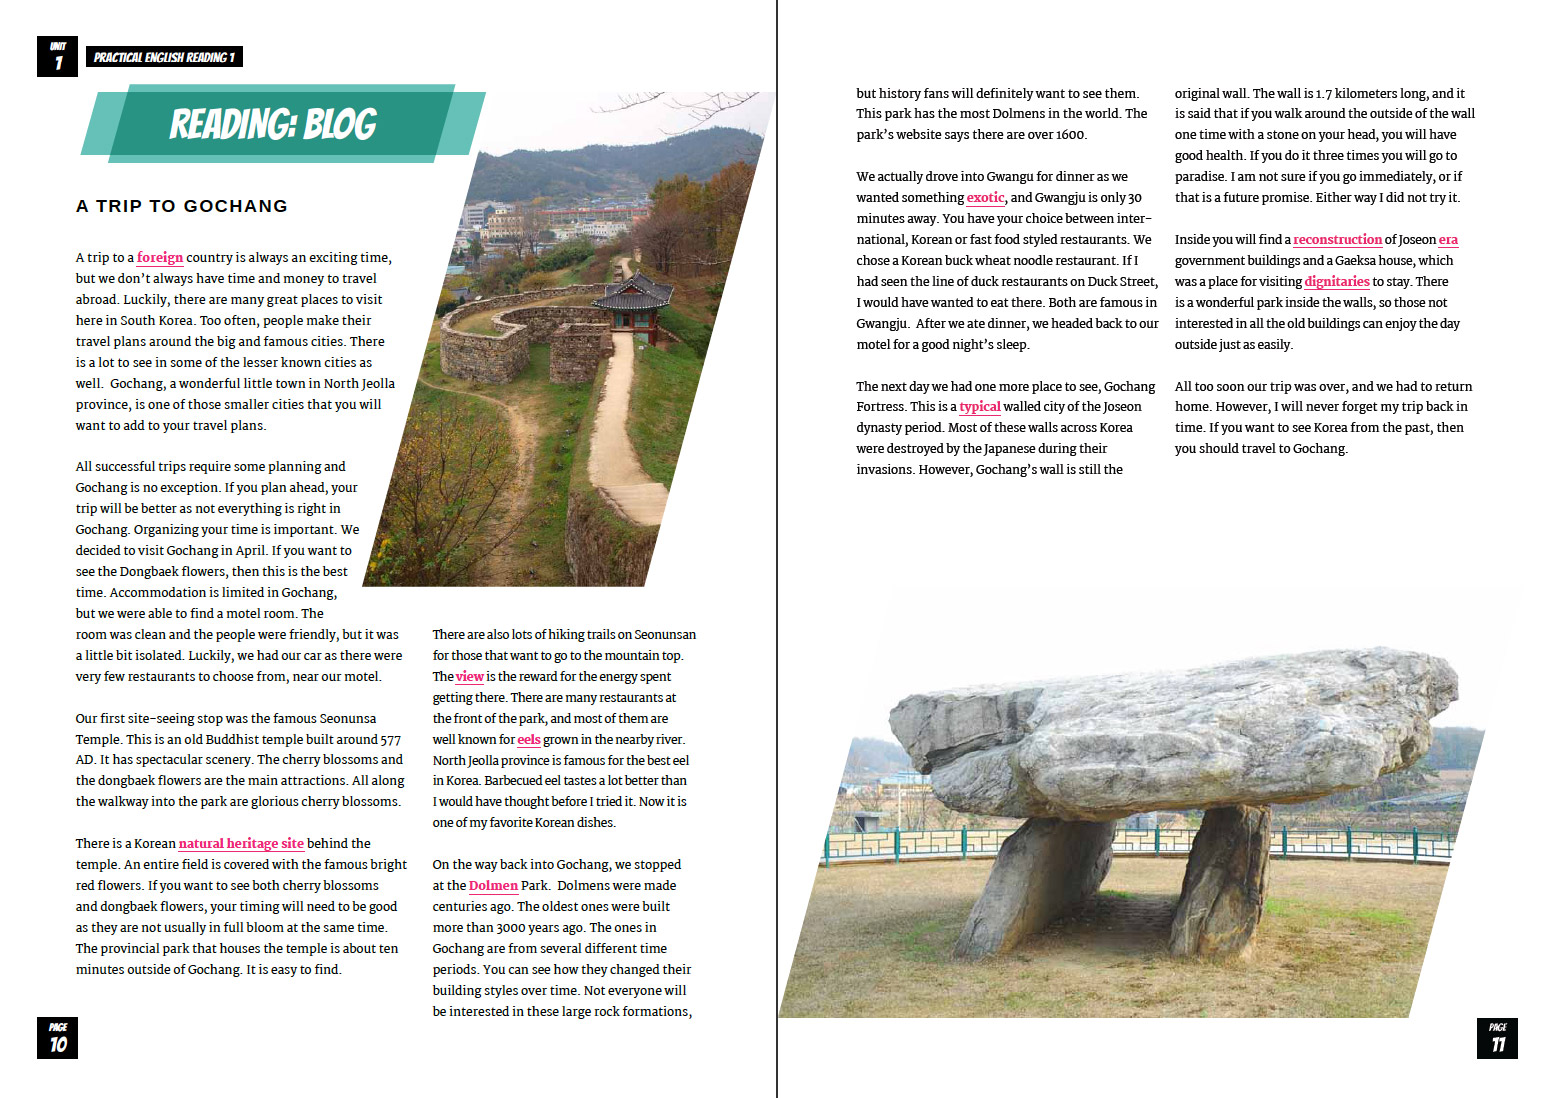 UNIT
1
PRACTICAL ENGLISH READING 1
READING: BLOG
A TRIP TO GOCHANG
A trip to a foreign country is always an exciting time,
but we don't always have time and money to travel
abroad. Luckily, there are many great places to visit
here in South Korea. Too often, people make their
travel plans around the big and famous cities. There
is a lot to see in some of the lesser known cities as
well.  Gochang, a wonderful little town in North Jeolla
province, is one of those smaller cities that you will
want to add to your travel plans.
All successful trips require some planning and
Gochang is no exception. If you plan ahead, your
trip will be better as not everything is right in
Gochang. Organizing your time is important. We
decided to visit Gochang in April. If you want to
see the Dongbaek flowers, then this is the best
time. Accommodation is limited in Gochang,
but we were able to find a motel room. The
room was clean and the people were friendly, but it was
a little bit isolated. Luckily, we had our car as there were
very few restaurants to choose from, near our motel.
Our first site-seeing stop was the famous Seonunsa
Temple. This is an old Buddhist temple built around 577
AD. It has spectacular scenery. The cherry blossoms and
the dongbaek flowers are the main attractions. All along
the walkway into the park are glorious cherry blossoms.
There is a Korean natural heritage site behind the
temple. An entire field is covered with the famous bright
red flowers. If you want to see both cherry blossoms
and dongbaek flowers, your timing will need to be good
as they are not usually in full bloom at the same time.
The provincial park that houses the temple is about ten
minutes outside of Gochang. It is easy to find.
There are also lots of hiking trails on Seonunsan
for those that want to go to the mountain top.
The view is the reward for the energy spent
getting there. There are many restaurants at
the front of the park, and most of them are
well known for eels grown in the nearby river.
North Jeolla province is famous for the best eel
in Korea. Barbecued eel tastes a lot better than
I would have thought before I tried it. Now it is
one of my favorite Korean dishes.
On the way back into Gochang, we stopped
at the Dolmen Park.  Dolmens were made
centuries ago. The oldest ones were built
more than 3000 years ago. The ones in
Gochang are from several different time
periods. You can see how they changed their
building styles over time. Not everyone will
be interested in these large rock formations,
PAGE
10
but history fans will definitely want to see them.
This park has the most Dolmens in the world. The
park's website says there are over 1600.
We actually drove into Gwangu for dinner as we
wanted something exotic, and Gwangju is only 30
minutes away. You have your choice between inter-
national, Korean or fast food styled restaurants. We
chose a Korean buck wheat noodle restaurant. If I
had seen the line of duck restaurants on Duck Street,
I would have wanted to eat there. Both are famous in
Gwangju.  After we ate dinner, we headed back to our
motel for a good night's sleep.
The next day we had one more place to see, Gochang
Fortress. This is a typical walled city of the Joseon
dynasty period. Most of these walls across Korea
were destroyed by the Japanese during their
invasions. However, Gochang's wall is still the
original wall. The wall is 1.7 kilometers long, and it
is said that if you walk around the outside of the wall
one time with a stone on your head, you will have
good health. If you do it three times you will go to
paradise. I am not sure if you go immediately, or if
that is a future promise. Either way I did not try it.
Inside you will find a reconstruction of Joseon era
government buildings and a Gaeksa house, which
was a place for visiting dignitaries to stay. There
is a wonderful park inside the walls, so those not
interested in all the old buildings can enjoy the day
outside just as easily.
All too soon our trip was over, and we had to return
home. However, I will never forget my trip back in
time. If you want to see Korea from the past, then
you should travel to Gochang.
PAGE
11